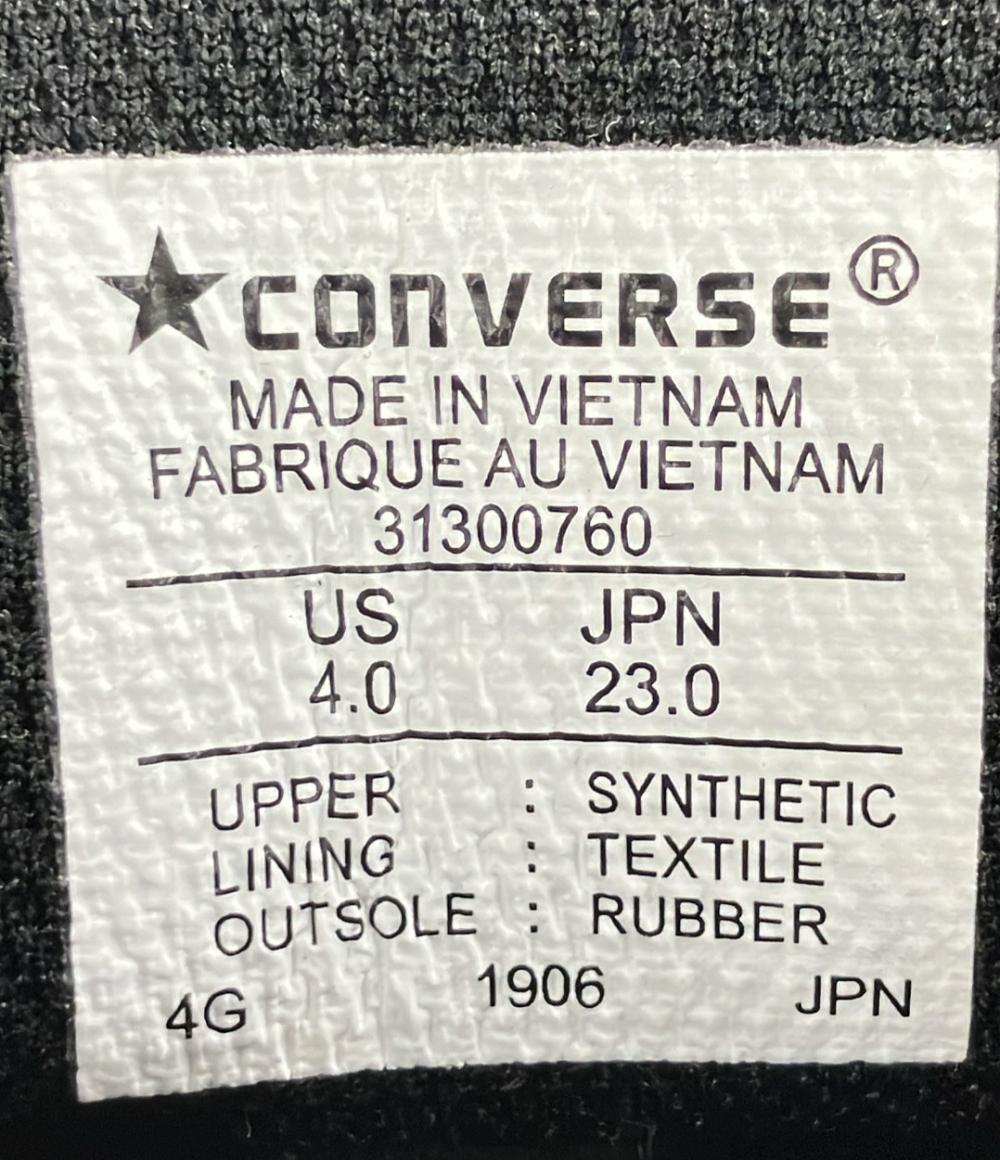 ★CONVERSE®
MADE IN VIETNAM
FABRIQUE AU VIETNAM
31300760
US JPN
4.0 23.0
UPPER : SYNTHETIC
LINING : TEXTILE
OUTSOLE : RUBBER
4G 1906 JPN